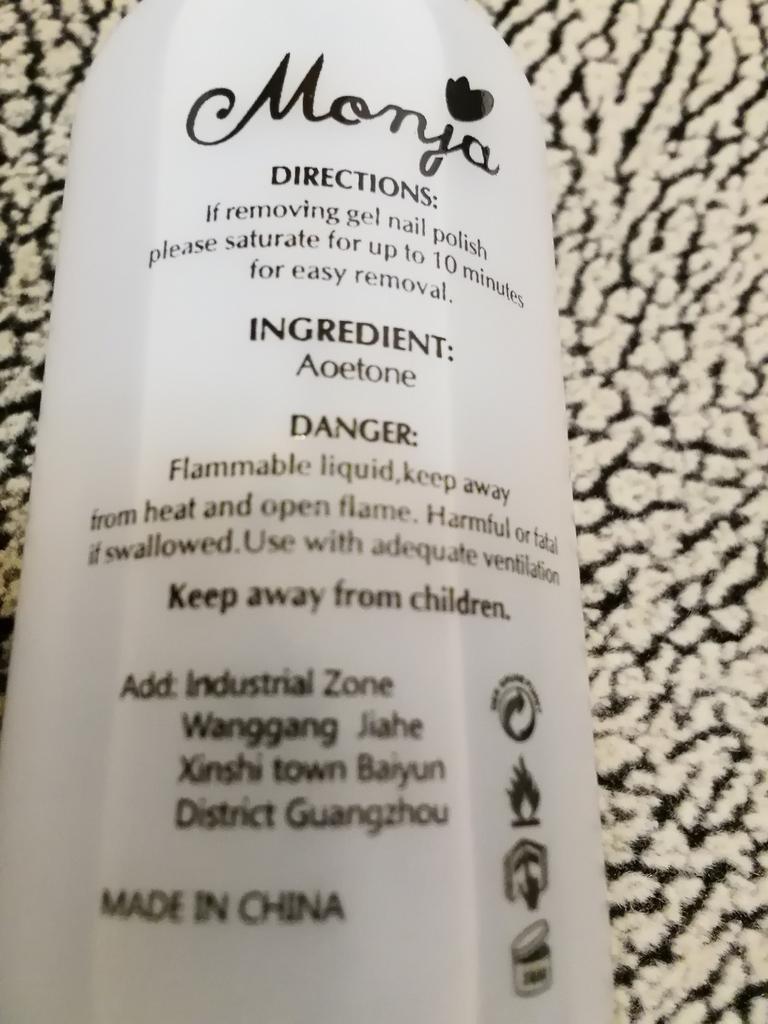 Monja
DIRECTIONS:
If removing gel nail polish
please saturate for up to 10 minutes
for easy removal.
INGREDIENT:
Aoetone
DANGER:
Flammable liquid,keep away
from heat and open flame. Harmful or fatal
if swallowed.Use with adequate ventilation
Keep away from children.
Add: Industrial Zone
Wanggang Jiahe
Xinshi town Baiyun
District Guangzhou
MADE IN CHINA